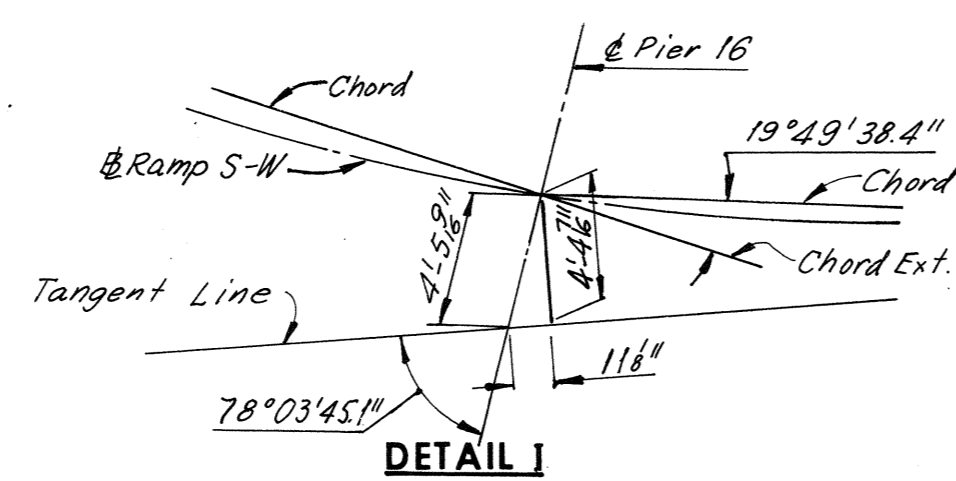 ℄ Pier 16
Chord
19°49'38.4"
℄ Ramp S-W
Chord
4'-5 9/16"
4'-4 7/16"
Chord Ext.
Tangent Line
11 1/8"
78°03'45.1"
DETAIL I